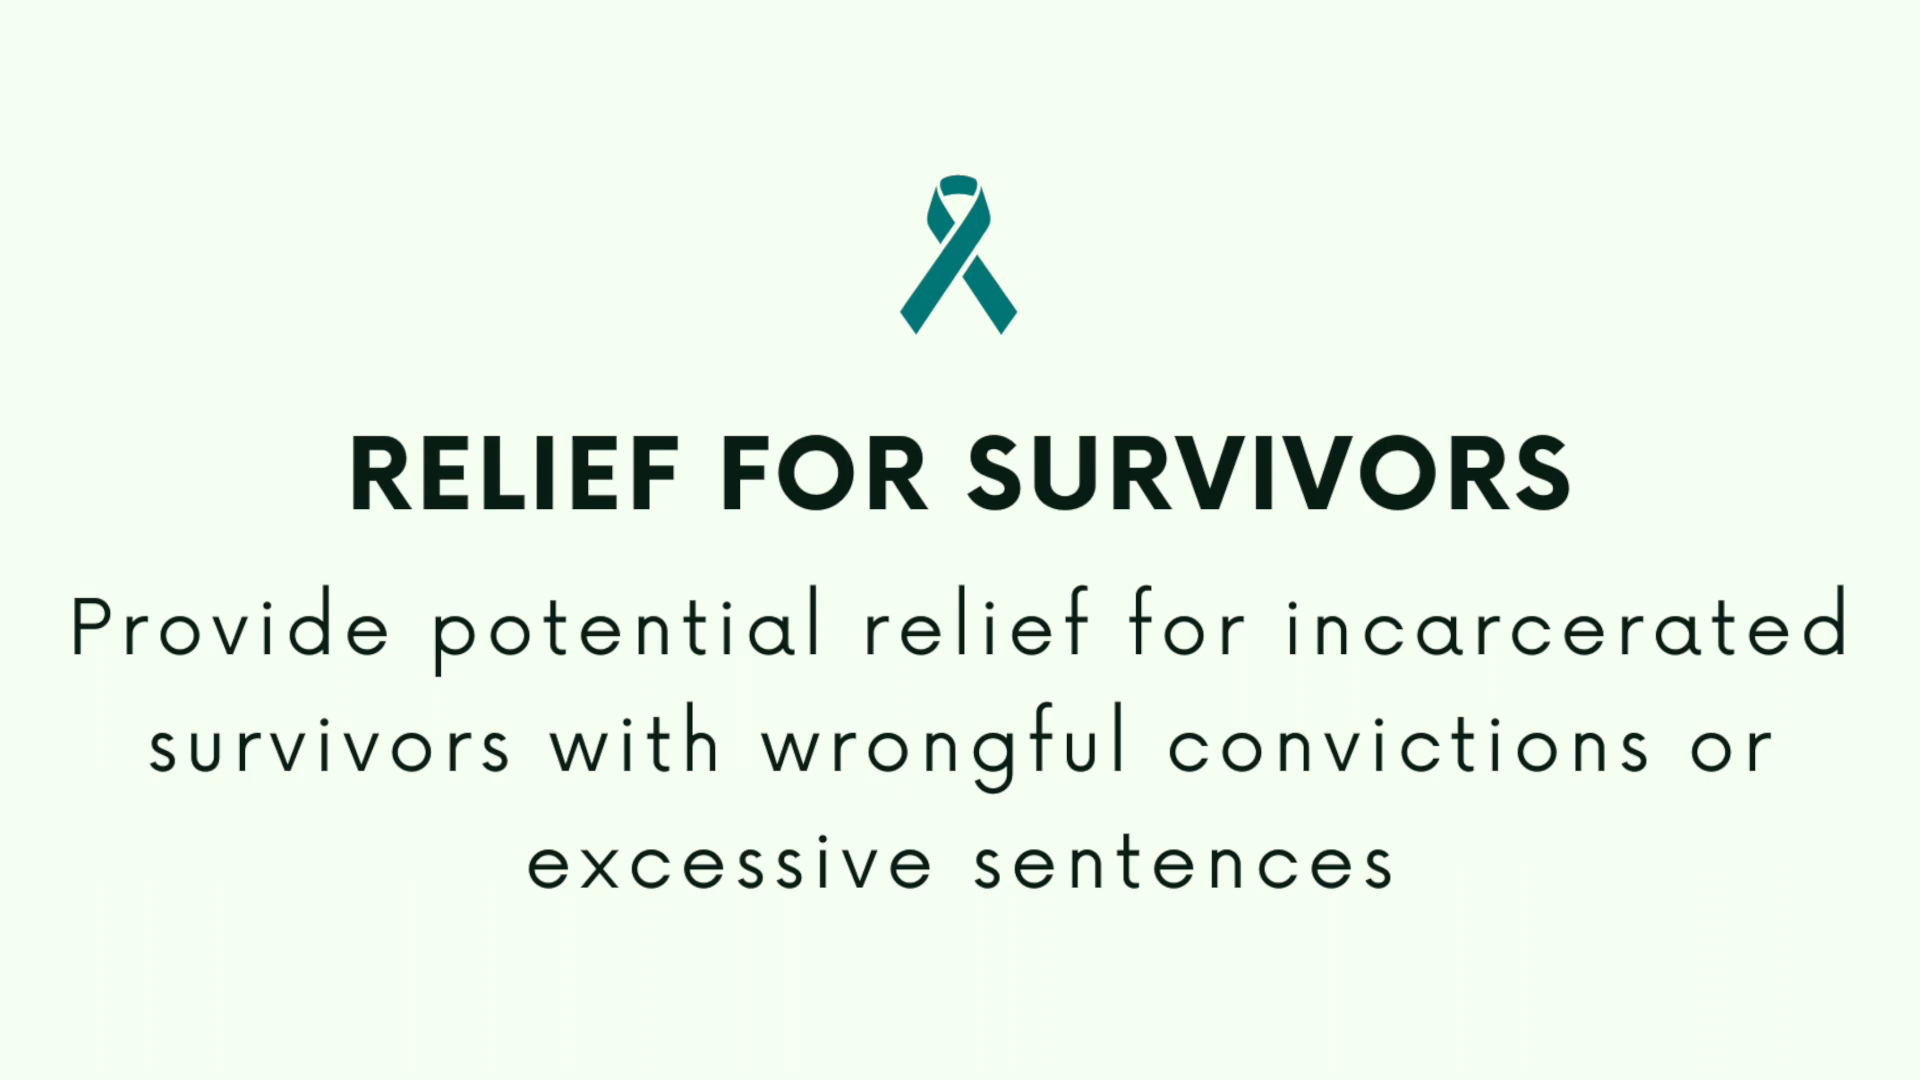 RELIEF FOR SURVIVORS
Provide potential relief for incarcerated
survivors with wrongful convictions or
excessive sentences